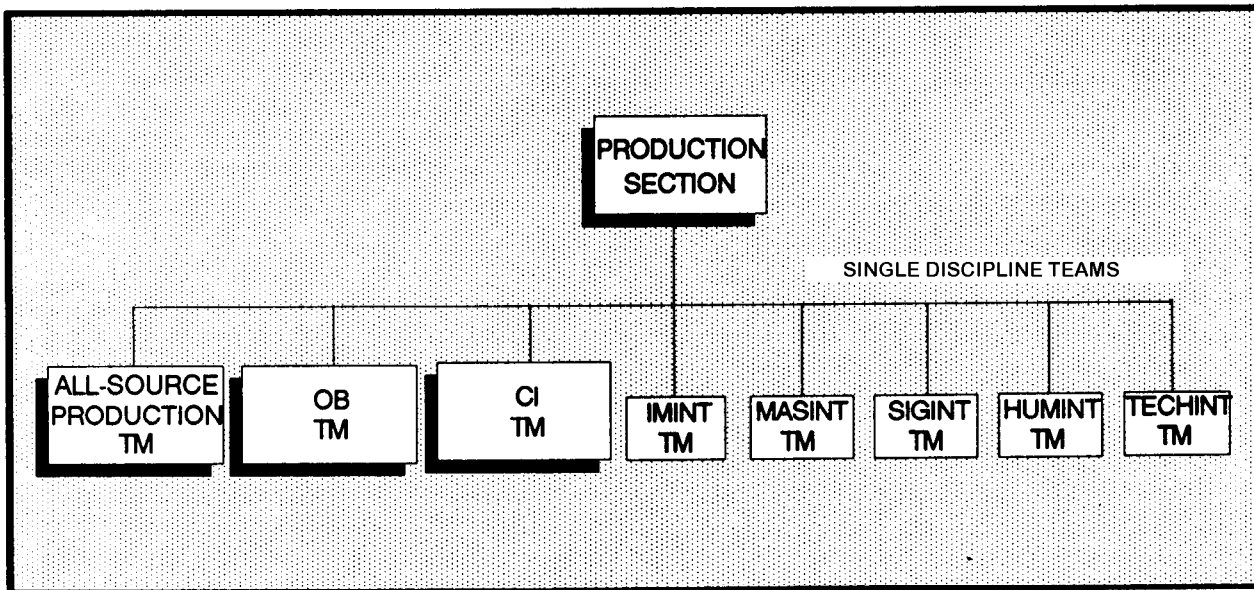 PRODUCTION
SECTION
SINGLE DISCIPLINE TEAMS
ALL-SOURCE
PRODUCTION
TM
OB
TM
CI
TM
IMINT
TM
MASINT
TM
SIGINT
TM
HUMINT
TM
TECHINT
TM